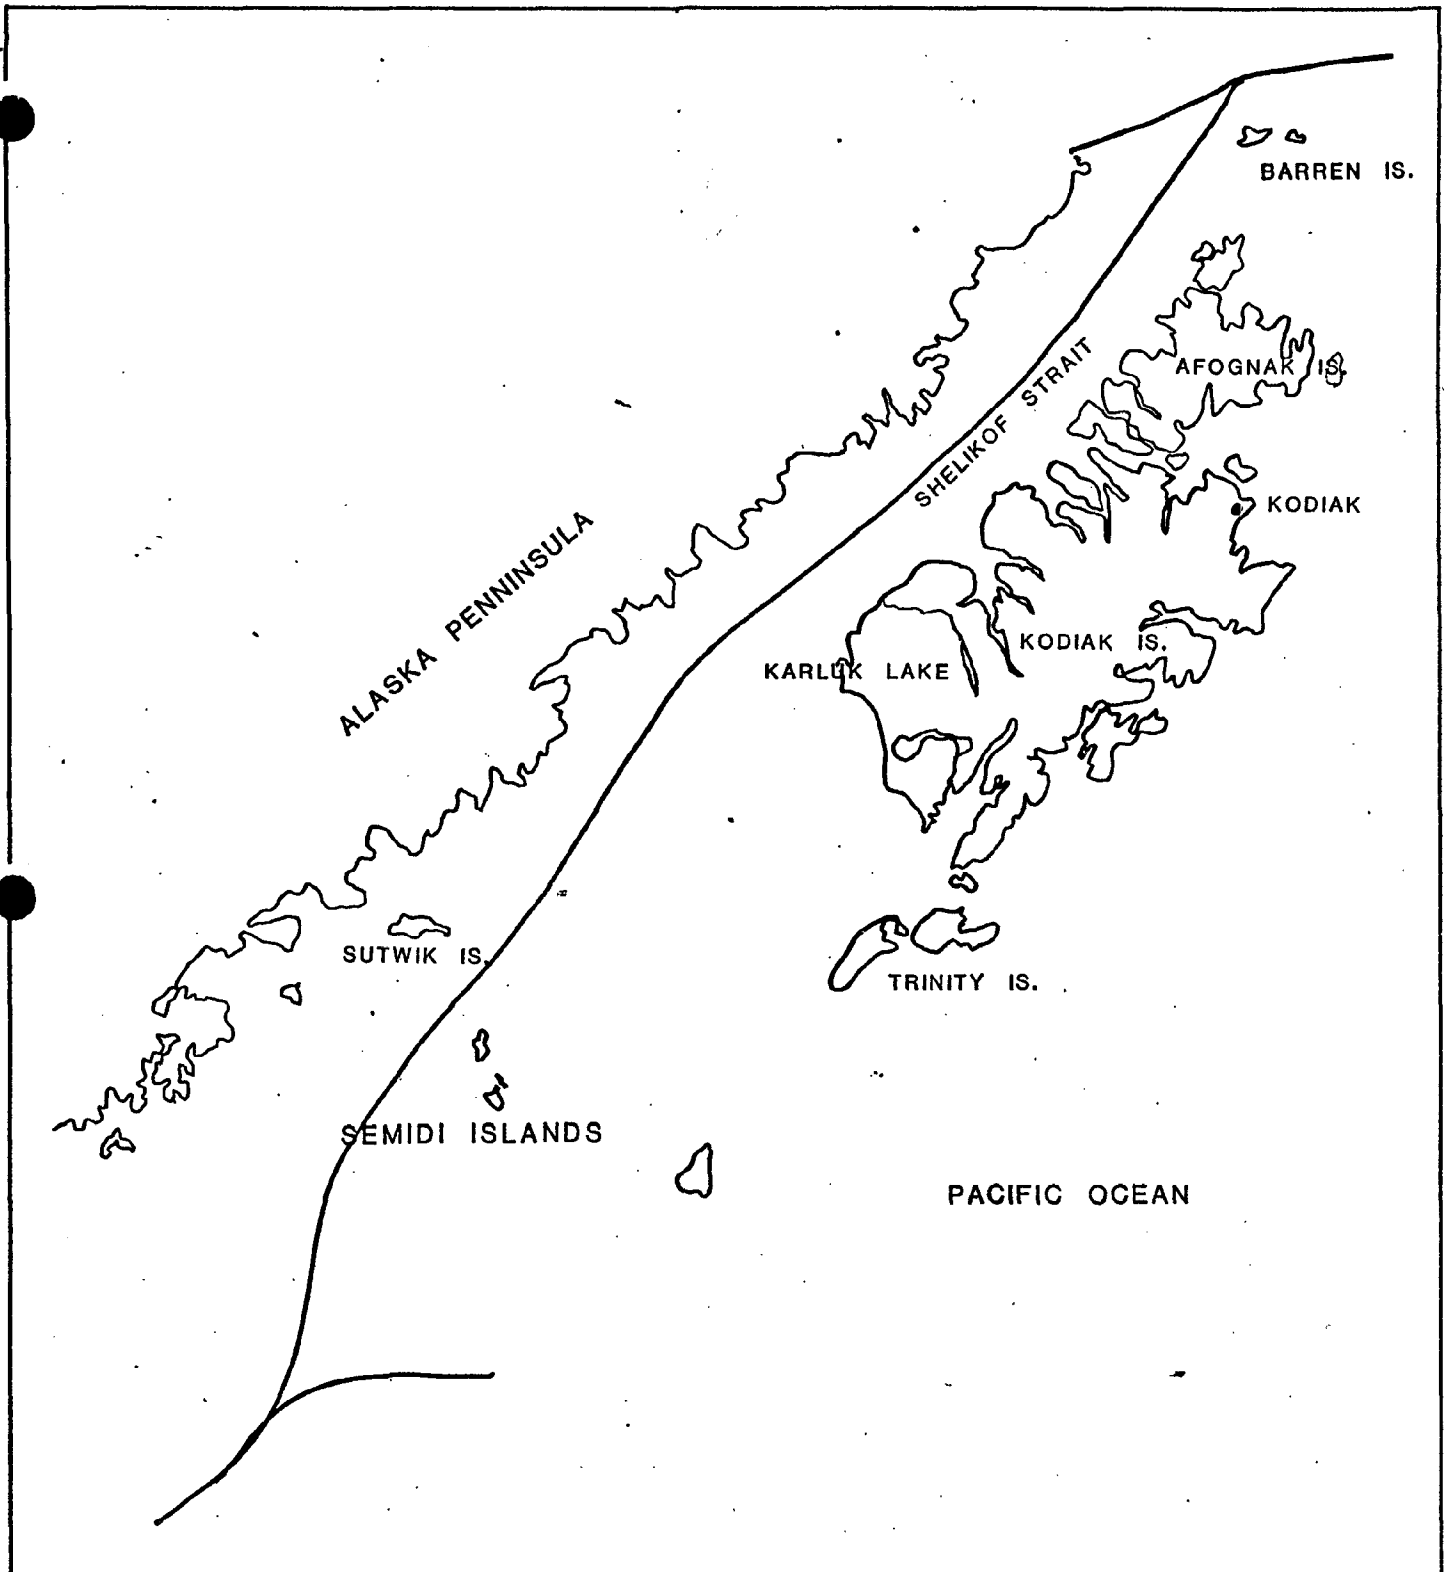 BARREN IS.
AFOGNAK IS.
SHELIKOF STRAIT
KODIAK
ALASKA PENNINSULA
KODIAK IS.
KARLUK LAKE
SUTWIK IS.
TRINITY IS.
SEMIDI ISLANDS
PACIFIC OCEAN